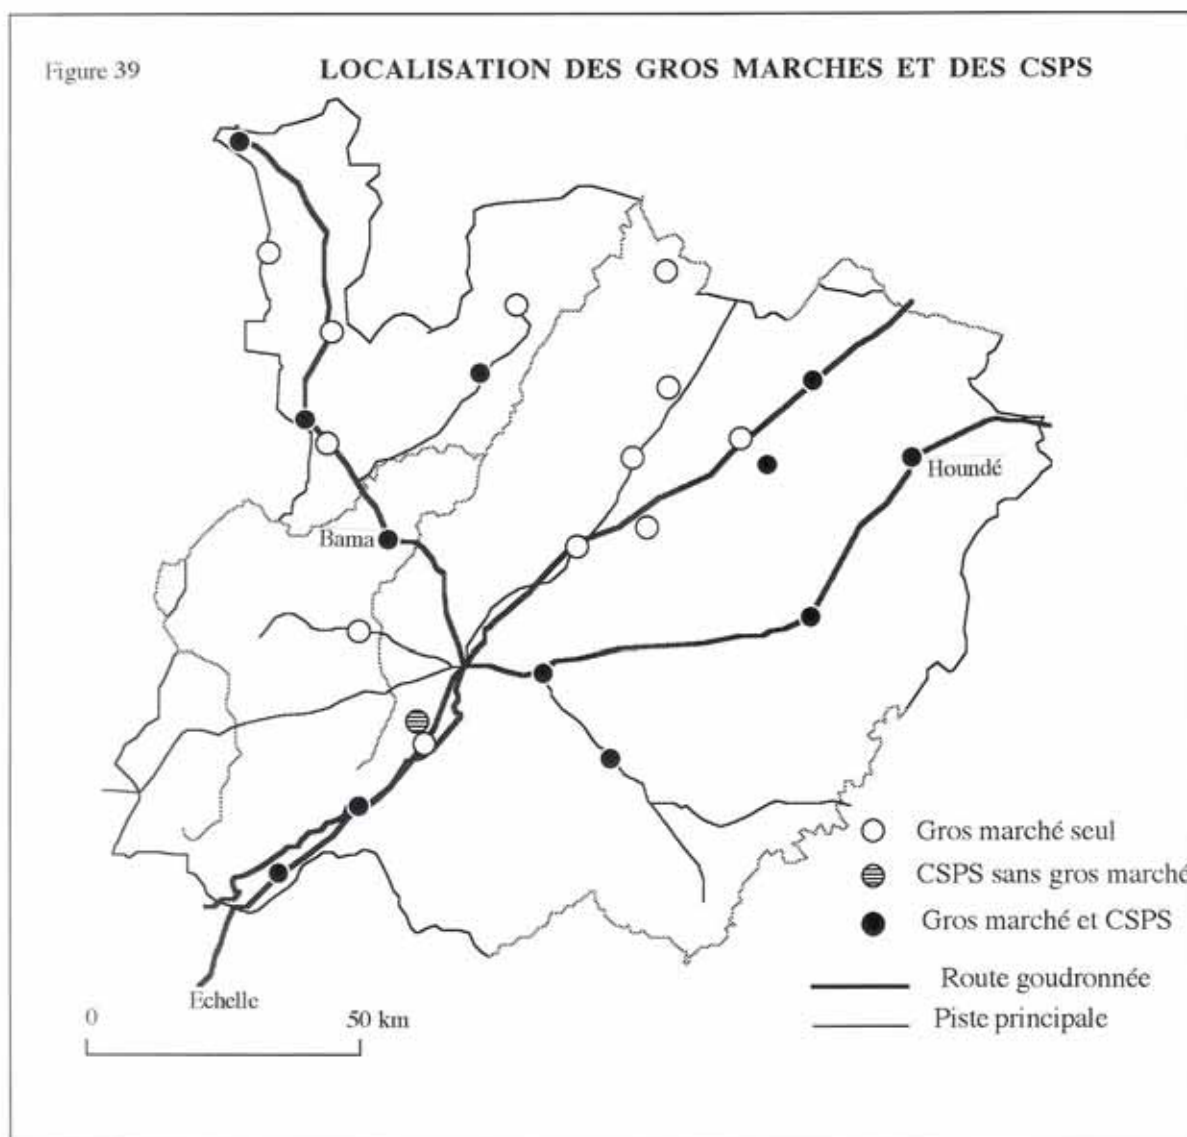 Figure 39
LOCALISATION DES GROS MARCHES ET DES CSPS
Houndé
Bama
Gros marché seul
CSPS sans gros marché
Gros marché et CSPS
Route goudronnée
Piste principale
Echelle
0 50 km